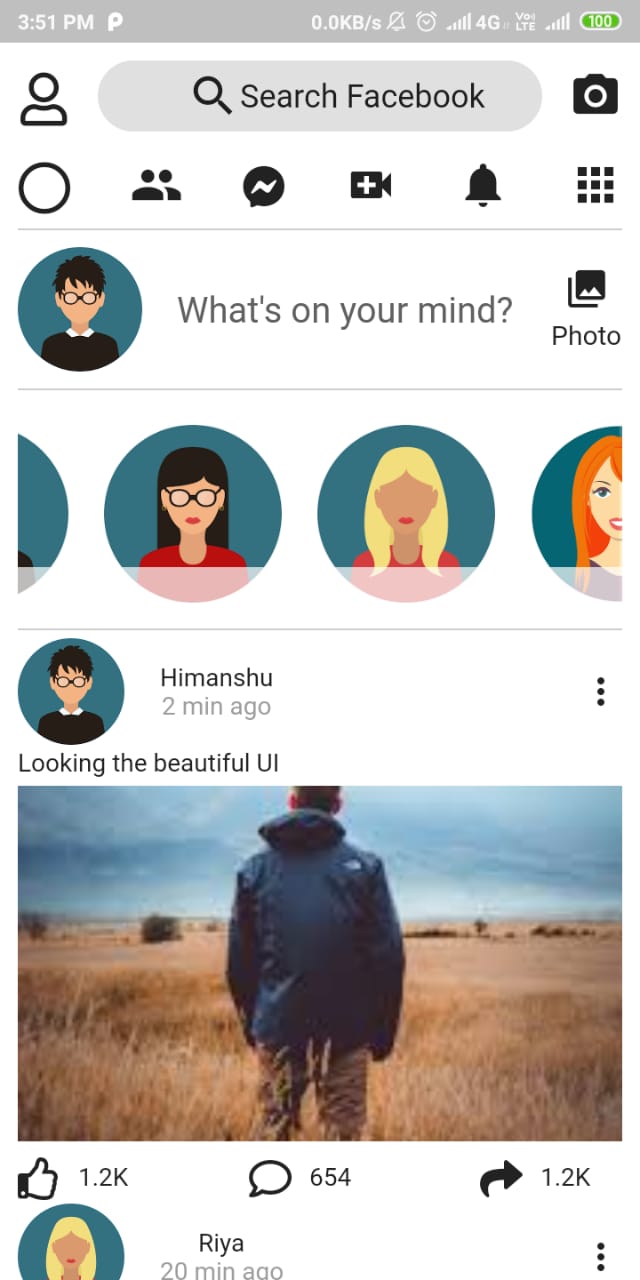 3:51 PM 0.0KB/s 4G Vo)) LTE 100
Search Facebook
What's on your mind?
Photo
Himanshu
2 min ago
Looking the beautiful UI
1.2K 654 1.2K
Riya
20 min ago